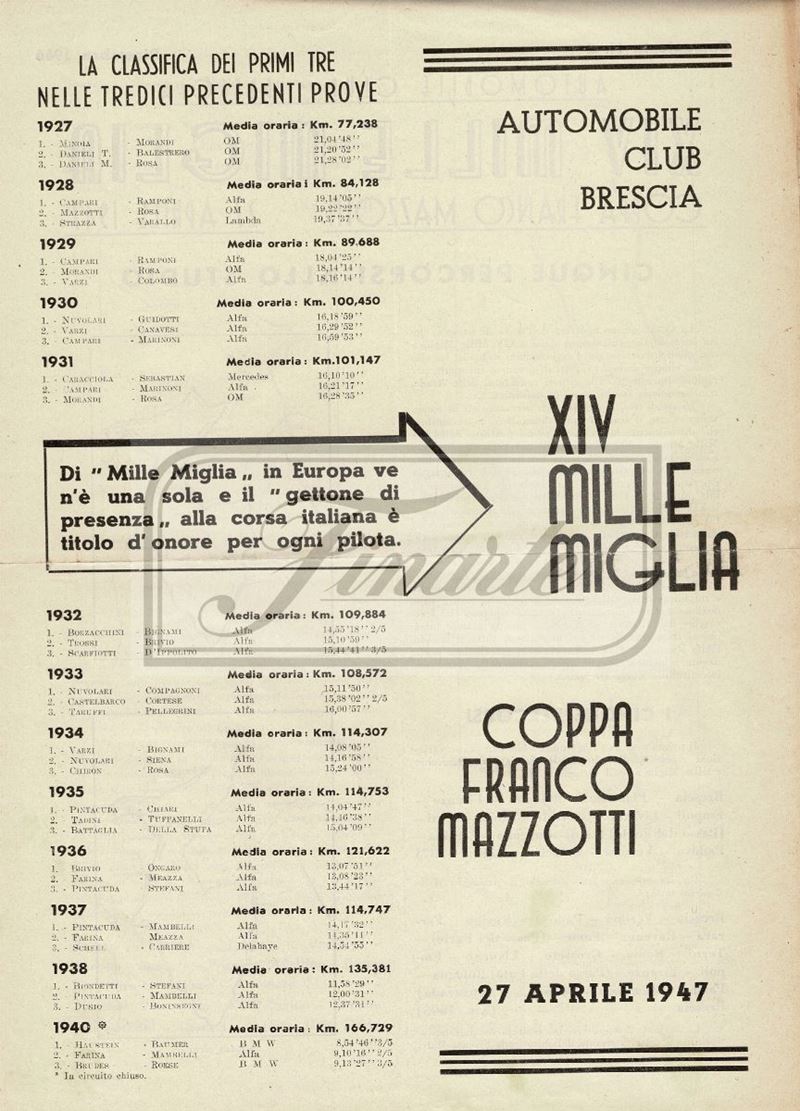 LA CLASSIFICA DEI PRIMI TRE
NELLE TREDICI PRECEDENTI PROVE
1927 Media oraria : Km. 77,238
1. - MINOIA - MORANDI OM 21,04'48''
2. - DANIELI T. - BALESTRERO OM 21,20'52''
3. - DANIELI M. - ROSA OM 21,28'02''
1928 Media oraria : Km. 84,128
1. - CAMPARI - RAMPONI Alfa 19,14'05''
2. - MAZZOTTI - ROSA OM 19,22'22''
3. - STRAZZA - VARALLO Lambda 19,37'37''
1929 Media oraria : Km. 89.688
1. - CAMPARI - RAMPONI Alfa 18,04'25''
2. - MORANDI - ROSA OM 18,14'14''
3. - VARZI - COLOMBO Alfa 18,16'14''
1930 Media oraria : Km. 100,450
1. - NUVOLARI - GUIDOTTI Alfa 16,18'59''
2. - VARZI - CANAVESI Alfa 16,29'52''
3. - CAMPARI - MARINONI Alfa 16,59'53''
1931 Media oraria : Km.101,147
1. - CARACCIOLA - SEBASTIAN Mercedes 16,10'10''
2. - CAMPARI - MARINONI Alfa 16,21'17''
3. - MORANDI - ROSA OM 16,28'35''
Di "Mille Miglia„ in Europa ve
n'è una sola e il "gettone di
presenza„ alla corsa italiana è
titolo d'onore per ogni pilota.
1932 Media oraria : Km. 109,884
1. - BORZACCHINI - BIGNAMI Alfa 14,55'18'' 2/5
2. - TROSSI - BRIVIO Alfa 15,10'59''
3. - SCARFIOTTI - D'IPPOLITO Alfa 15,44'41'' 3/5
1933 Media oraria : Km. 108,572
1. - NUVOLARI - COMPAGNONI Alfa 15,11'50''
2. - CASTELBARCO - CORTESE Alfa 15,38'02'' 2/5
3. - TARUFFI - PELLEGRINI Alfa 16,00'57''
1934 Media oraria : Km. 114,307
1. - VARZI - BIGNAMI Alfa 14,08'05''
2. - NUVOLARI - SIENA Alfa 14,16'58''
3. - CHIRON - ROSA Alfa 15,24'00''
1935 Media oraria : Km. 114,753
1. - PINTACUDA - CHIARI Alfa 14,04'47''
2. - TADINI - TUFFANELLI Alfa 14,16'38''
3. - BATTAGLIA - DELLA STUFA Alfa 15,04'09''
1936 Media oraria : Km. 121,622
1. BRIVIO ONGARO Alfa 13,07'51''
2. FARINA - MEAZZA Alfa 13,08'23''
3. - PINTACUDA STEFANI Alfa 13,44'17''
1937 Media oraria : Km. 114,747
1. - PINTACUDA - MAMBELLI Alfa 14,17'32''
2. - FARINA MEAZZA Alfa 14,35'11''
3. - SCHELL - CARRIERE Delahaye 14,54'55''
1938 Media oraria : Km. 135,381
1. - BIONDETTI - STEFANI Alfa 11,58'29''
2. PINTACUDA - MAMBELLI Alfa 12,00'31''
3. - DUSIO - BONINSEGNI Alfa 12,37'31''
1940 * Media oraria : Km. 166,729
1. - HAUSTEIN - BAUMER B M W 8,54'46''3/5
2. - FARINA - MAMBELLI Alfa 9,10'16'' 2/5
3. - BRUDES - ROESE B M W 9,13'27'' 3/5
* In circuito chiuso.
AUTOMOBILE
CLUB
BRESCIA
XIV
MILLE
MIGLIA
COPPA
FRANCO
MAZZOTTI
27 APRILE 1947
Finarte